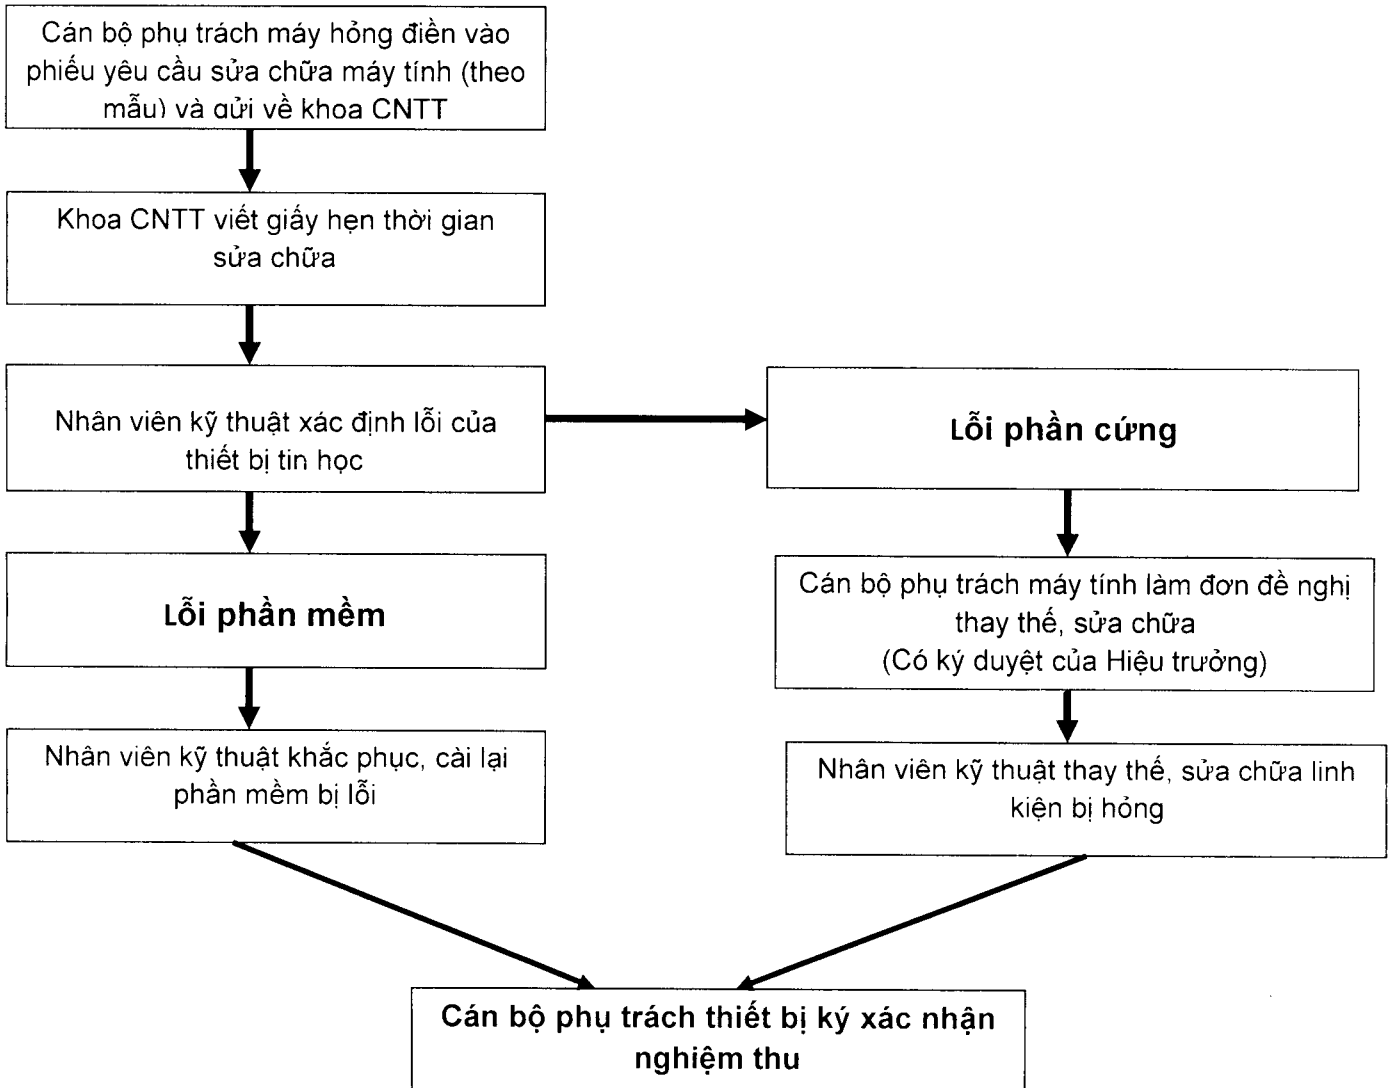 Cán bộ phụ trách máy hỏng điền vào
phiếu yêu cầu sửa chữa máy tính (theo
mẫu) và gửi về khoa CNTT
Khoa CNTT viết giấy hẹn thời gian
sửa chữa
Nhân viên kỹ thuật xác định lỗi của
thiết bị tin học
Lỗi phần cứng
Lỗi phần mềm
Cán bộ phụ trách máy tính làm đơn đề nghị
thay thế, sửa chữa
(Có ký duyệt của Hiệu trưởng)
Nhân viên kỹ thuật khắc phục, cài lại
phần mềm bị lỗi
Nhân viên kỹ thuật thay thế, sửa chữa linh
kiện bị hỏng
Cán bộ phụ trách thiết bị ký xác nhận
nghiệm thu